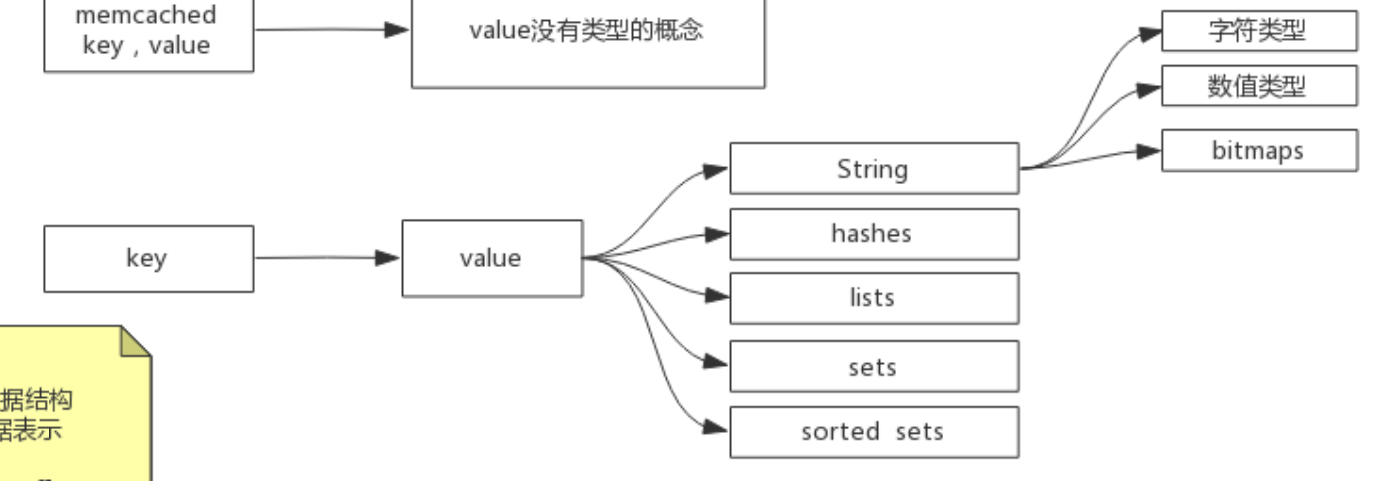 memcached
key , value
value没有类型的概念
字符类型
数值类型
bitmaps
String
hashes
lists
sets
sorted sets
key
value
据结构
据表示